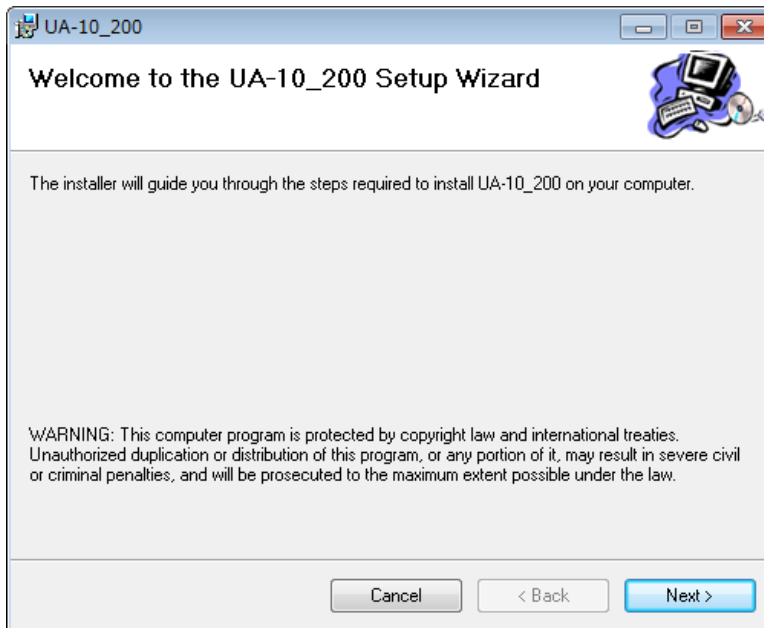 UA-10_200
Welcome to the UA-10_200 Setup Wizard
The installer will guide you through the steps required to install UA-10_200 on your computer.
WARNING: This computer program is protected by copyright law and international treaties.
Unauthorized duplication or distribution of this program, or any portion of it, may result in severe civil
or criminal penalties, and will be prosecuted to the maximum extent possible under the law.
Cancel
< Back
Next >